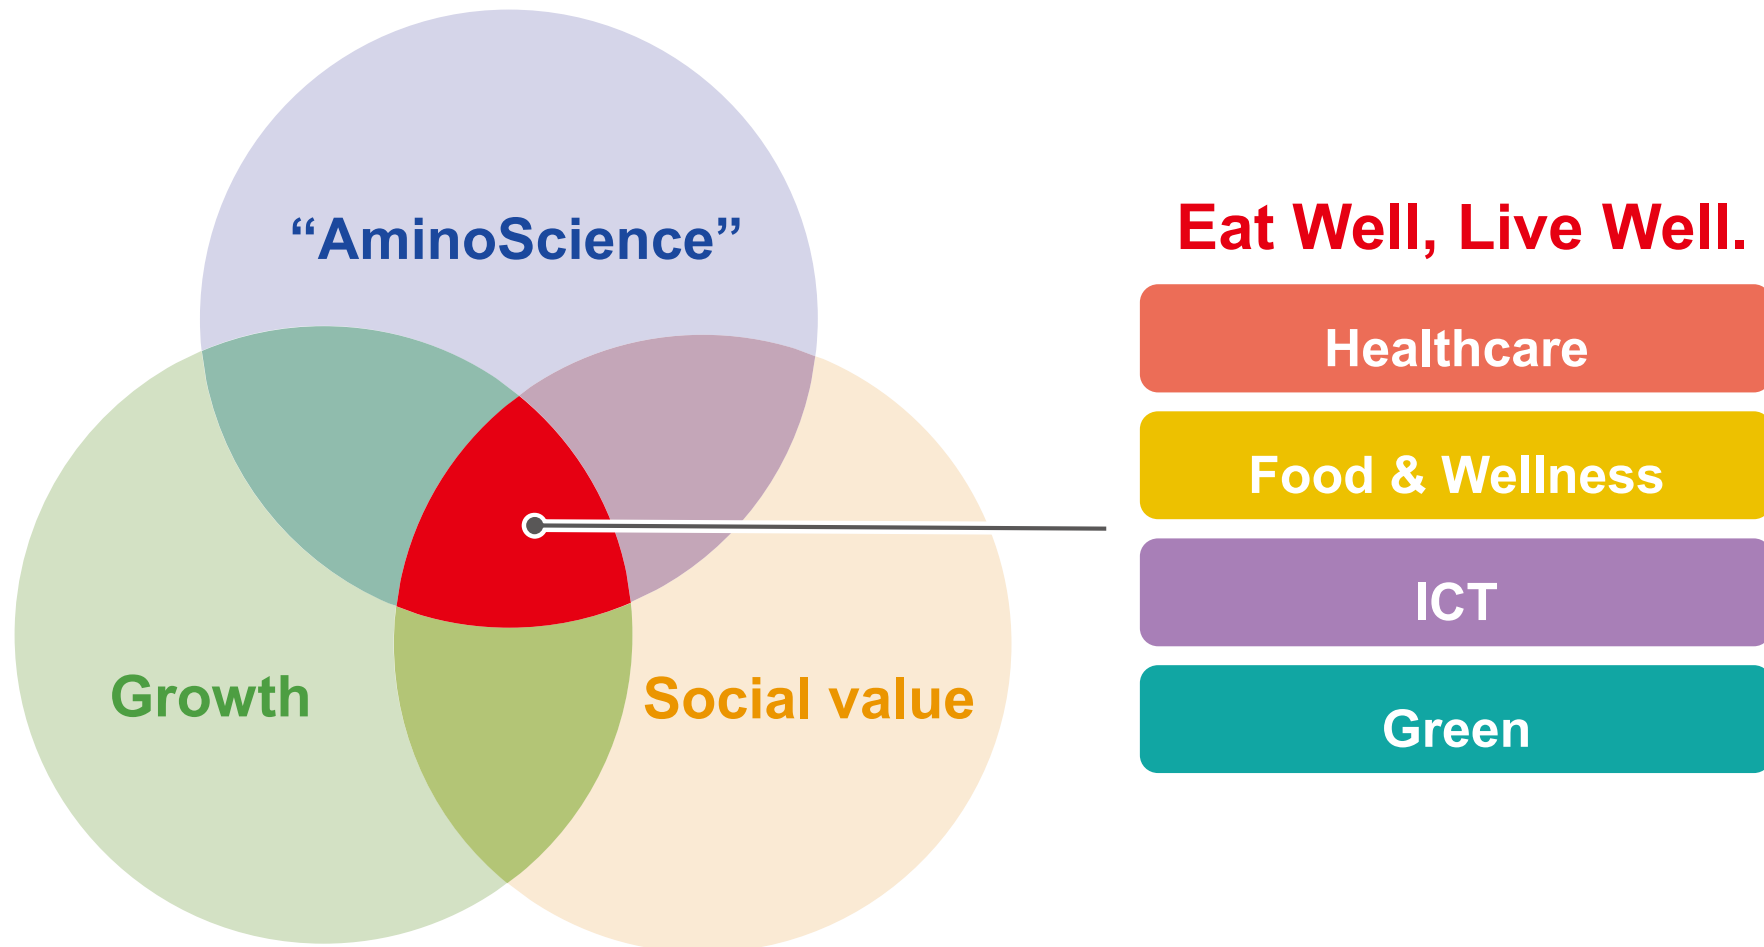 “AminoScience”
Growth
Social value
Eat Well, Live Well.
Healthcare
Food & Wellness
ICT
Green